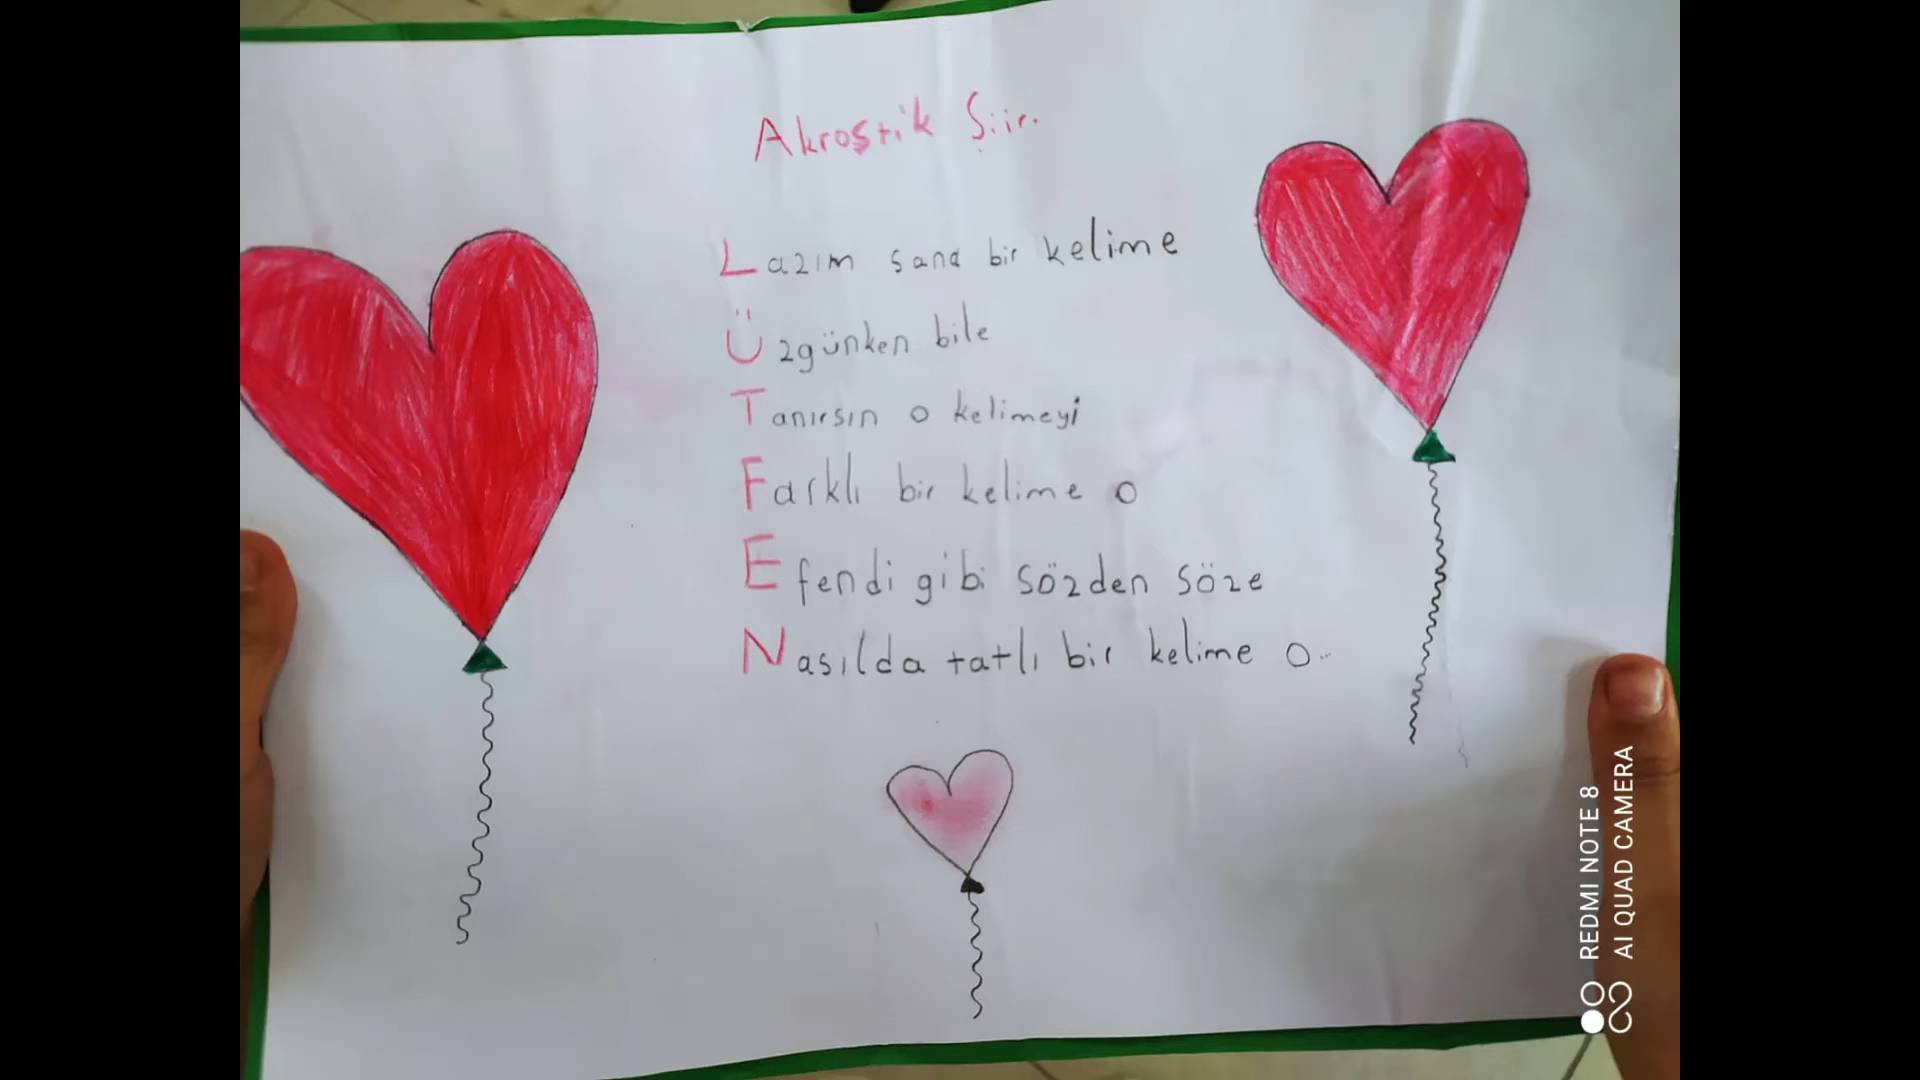 Akroştik Şiir.
Lazım sana bir kelime
Üzgünken bile
Tanırsın o kelimeyi
Farklı bir kelime o
Efendi gibi sözden söze
Nasılda tatlı bir kelime o..
REDMI NOTE 8
AI QUAD CAMERA